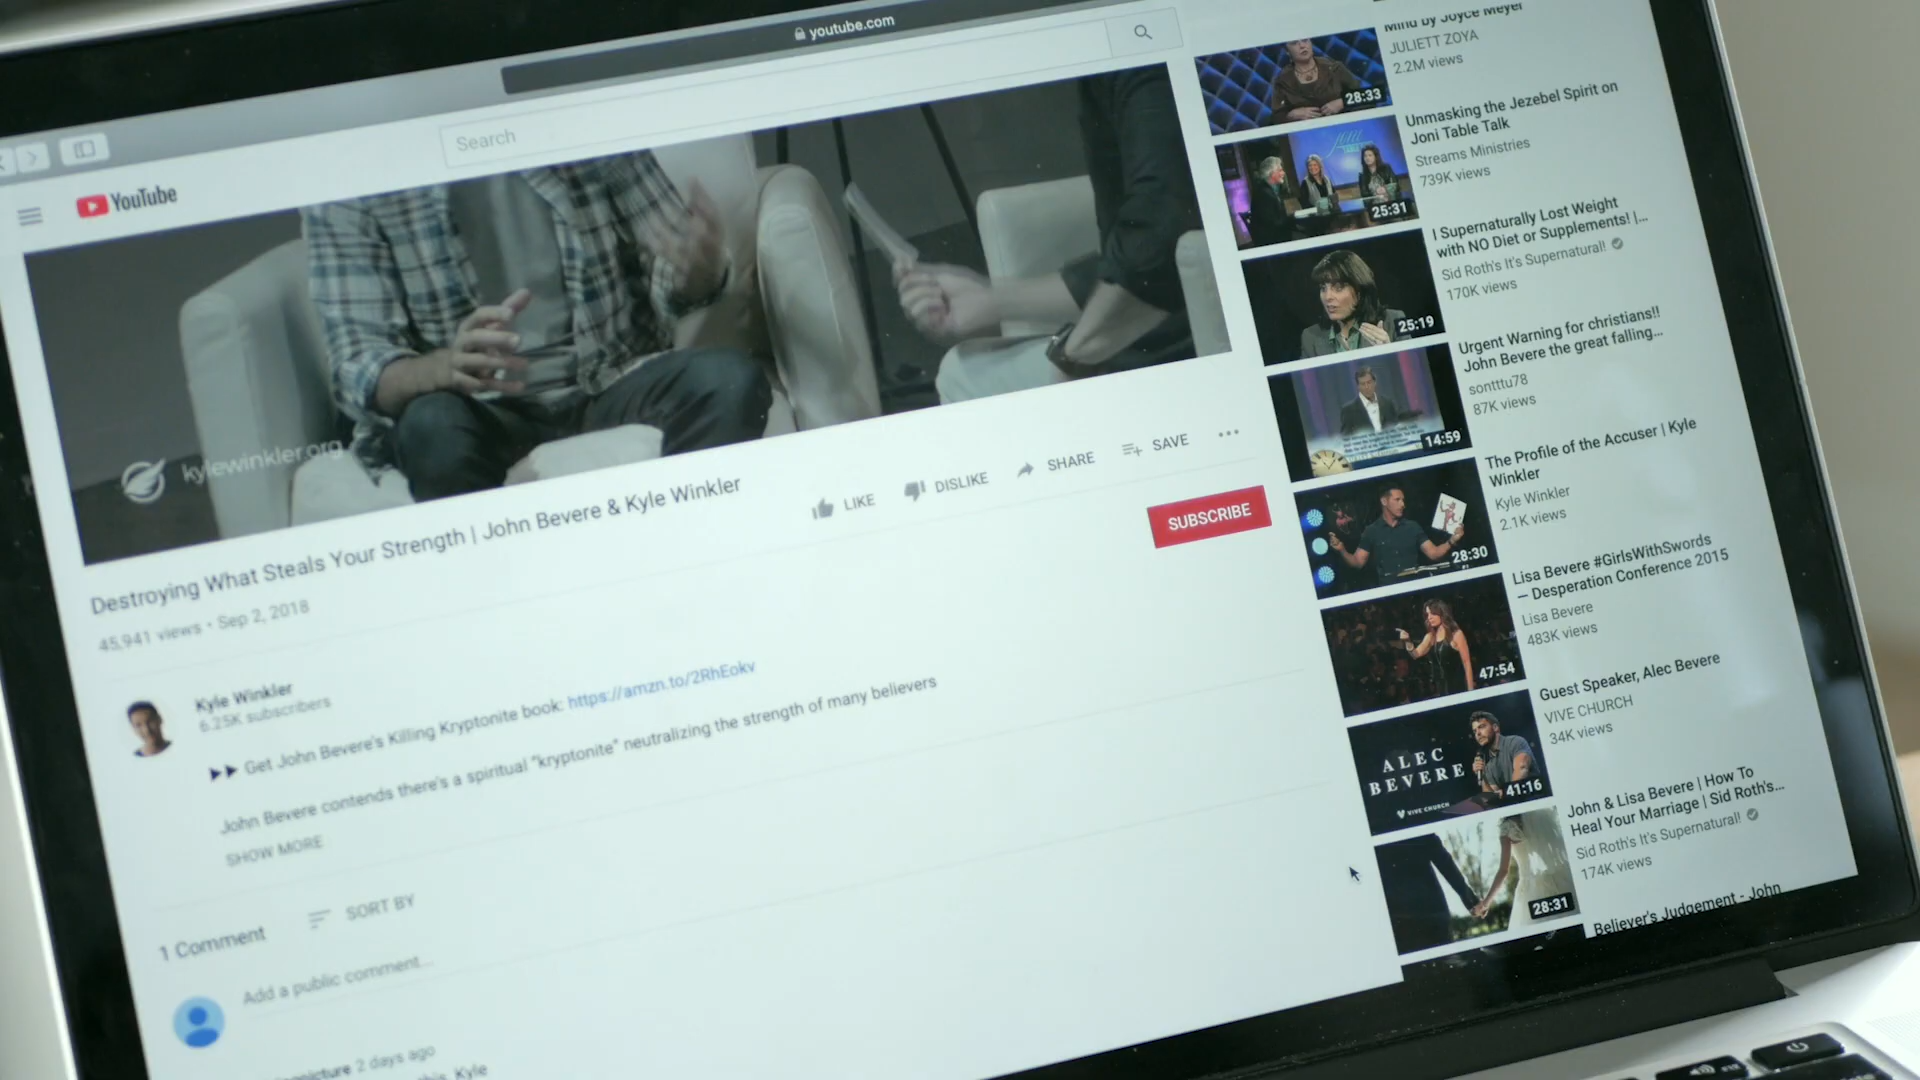 youtube.com
YouTube
Search
kylewinkler.org
Destroying What Steals Your Strength | John Bevere & Kyle Winkler
45,941 views • Sep 2, 2018
LIKE
DISLIKE
SHARE
SAVE
SUBSCRIBE
Kyle Winkler
6.25K subscribers
Get John Bevere's Killing Kryptonite book: https://amzn.to/2RhEokv
John Bevere contends there's a spiritual "kryptonite" neutralizing the strength of many believers
SHOW MORE
1 Comment
SORT BY
Add a public comment...
picture 2 days ago
this, Kyle
Mind by Joyce Meyer
JULIETT ZOYA
2.2M views
28:33
Unmasking the Jezebel Spirit on
Joni Table Talk
Streams Ministries
739K views
25:31
I Supernaturally Lost Weight
with NO Diet or Supplements! |...
Sid Roth's It's Supernatural!
170K views
25:19
Urgent Warning for christians!!
John Bevere the great falling...
sontttu78
87K views
14:59
The Profile of the Accuser | Kyle
Winkler
Kyle Winkler
2.1K views
28:30
Lisa Bevere #GirlsWithSwords
— Desperation Conference 2015
Lisa Bevere
483K views
47:54
Guest Speaker, Alec Bevere
VIVE CHURCH
34K views
ALEC
BEVERE
VIVE CHURCH
41:16
John & Lisa Bevere | How To
Heal Your Marriage | Sid Roth's...
Sid Roth's It's Supernatural!
174K views
28:31
Believer's Judgement - John